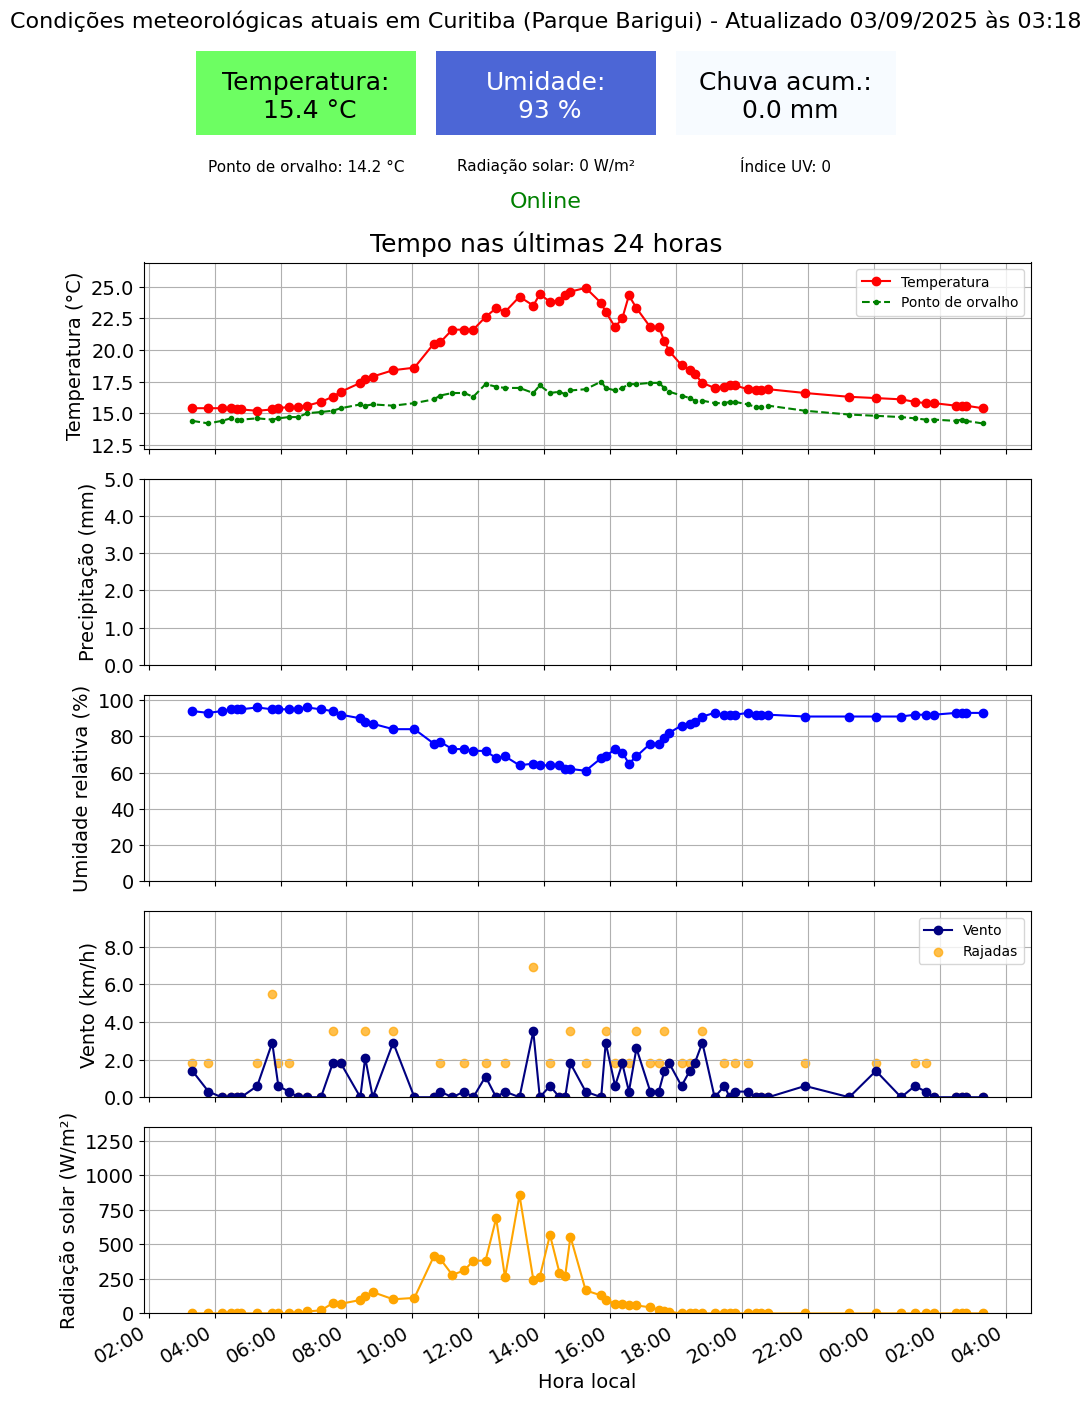 Condições meteorológicas atuais em Curitiba (Parque Barigui) - Atualizado 03/09/2025 às 03:18
Temperatura:
15.4 °C
Umidade:
93 %
Chuva acum.:
0.0 mm
Ponto de orvalho: 14.2 °C
Radiação solar: 0 W/m²
Índice UV: 0
Online
Tempo nas últimas 24 horas
Temperatura (°C)
25.0
22.5
20.0
17.5
15.0
12.5
Temperatura
Ponto de orvalho
Precipitação (mm)
5.0
4.0
3.0
2.0
1.0
0.0
Umidade relativa (%)
100
80
60
40
20
0
Vento (km/h)
8.0
6.0
4.0
2.0
0.0
Vento
Rajadas
Radiação solar (W/m²)
1250
1000
750
500
250
0
02:00
04:00
06:00
08:00
10:00
12:00
14:00
16:00
18:00
20:00
22:00
00:00
02:00
04:00
Hora local